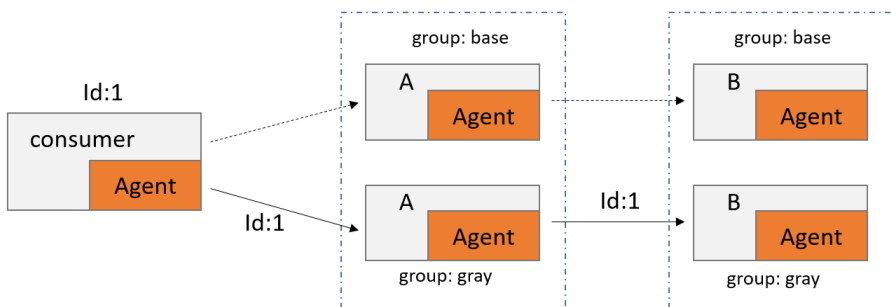 group: base
group: base
Id:1
A
B
consumer
Agent
Agent
Agent
Id:1
A
Id:1
B
Agent
Agent
group: gray
group: gray